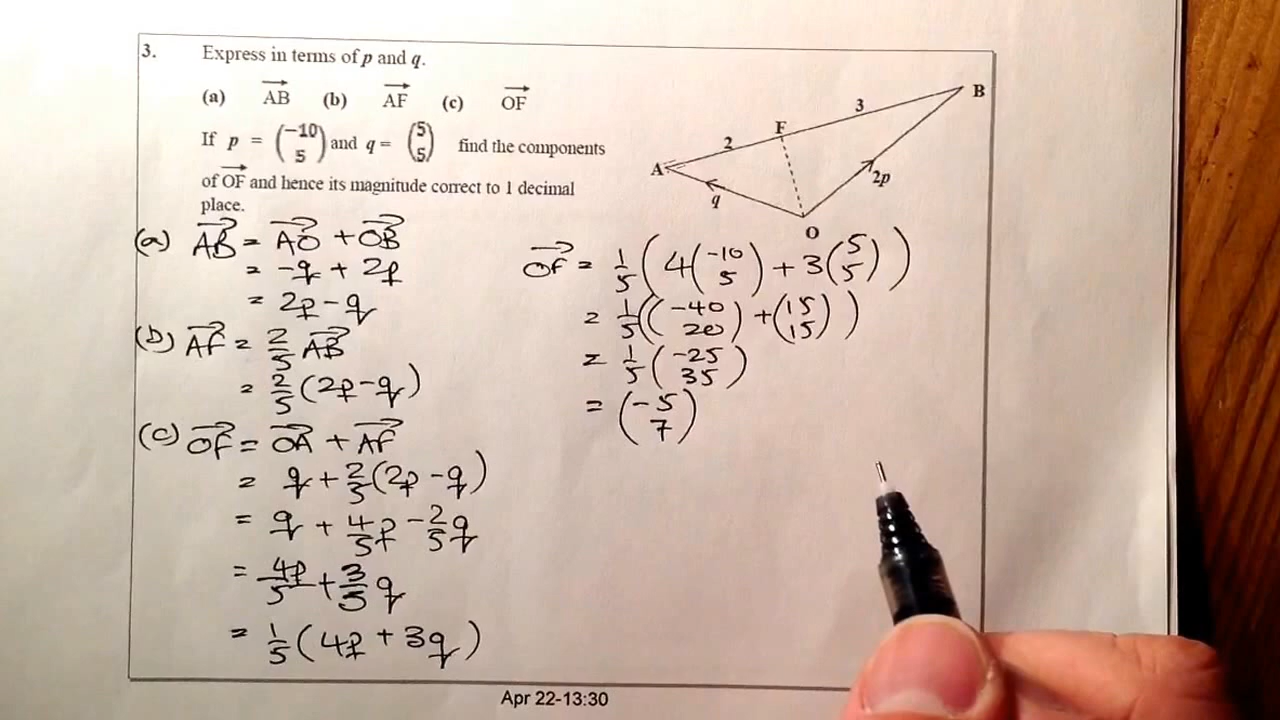 3. Express in terms of p and q.
(a) AB (b) AF (c) OF
If p = (-10 5) and q = (5 5) find the components
of OF and hence its magnitude correct to 1 decimal
place.
A
2
F
3
B
q
2p
O
(a) AB = AO + OB
= -q + 2p
= 2p - q
(b) AF = 2/5 AB
= 2/5 (2p - q)
(c) OF = OA + AF
= q + 2/5 (2p - q)
= q + 4/5 p - 2/5 q
= 4p/5 + 3/5 q
= 1/5 (4p + 3q)
OF = 1/5 (4(-10 5) + 3(5 5))
= 1/5 ((-40 20) + (15 15))
= 1/5 (-25 35)
= (-5 7)
Apr 22-13:30